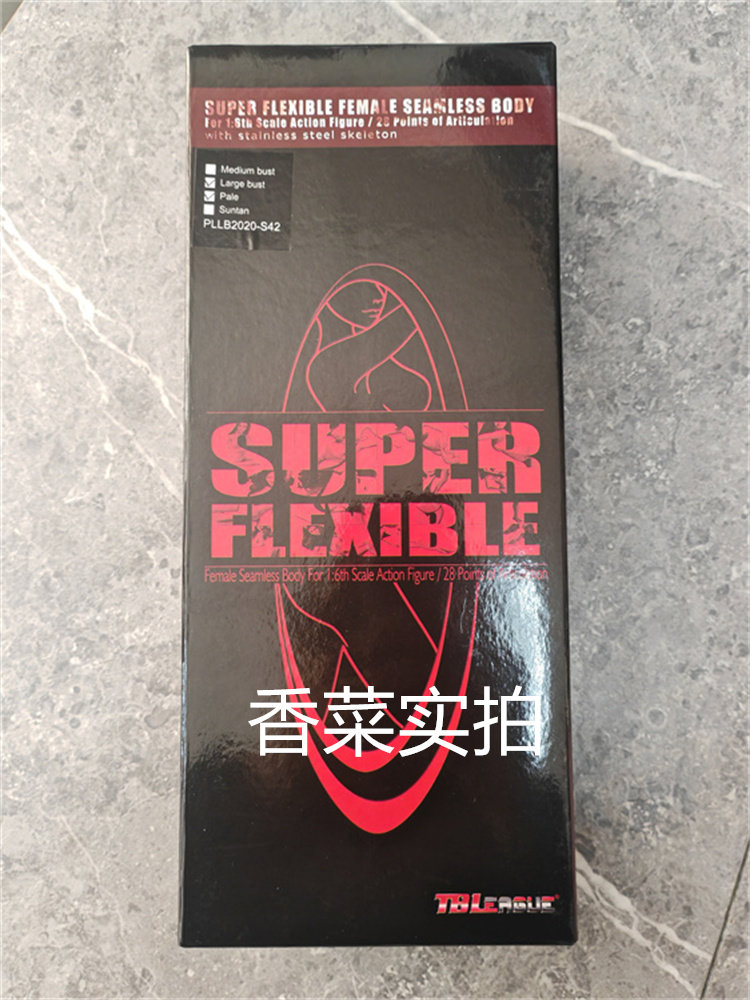 SUPER FLEXIBLE FEMALE SEAMLESS BODY
For 1:6th Scale Action Figure / 28 Points of Articulation
with stainless steel skeleton
Medium bust
Large bust
Pale
Suntan
PLLB2020-S42
SUPER
FLEXIBLE
Female Seamless Body For 1:6th Scale Action Figure / 28 Points of Articulation
香菜实拍
TBLEAGUE®